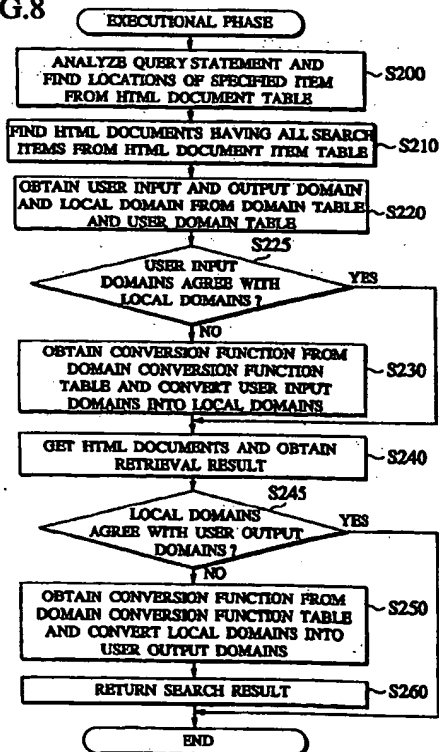 G.8
EXECUTIONAL PHASE
ANALYZE QUERY STATEMENT AND
FIND LOCATIONS OF SPECIFIED ITEM
FROM HTML DOCUMENT TABLE
S200
FIND HTML DOCUMENTS HAVING ALL SEARCH
ITEMS FROM HTML DOCUMENT ITEM TABLE
S210
OBTAIN USER INPUT AND OUTPUT DOMAIN
AND LOCAL DOMAIN FROM DOMAIN TABLE
AND USER DOMAIN TABLE
S220
S225
USER INPUT
DOMAINS AGREE WITH
LOCAL DOMAINS ?
YES
NO
OBTAIN CONVERSION FUNCTION FROM
DOMAIN CONVERSION FUNCTION
TABLE AND CONVERT USER INPUT
DOMAINS INTO LOCAL DOMAINS
S230
GET HTML DOCUMENTS AND OBTAIN
RETRIEVAL RESULT
S240
S245
LOCAL DOMAINS
AGREE WITH USER OUTPUT
DOMAINS ?
YES
NO
OBTAIN CONVERSION FUNCTION FROM
DOMAIN CONVERSION FUNCTION TABLE
AND CONVERT LOCAL DOMAINS INTO
USER OUTPUT DOMAINS
S250
RETURN SEARCH RESULT
S260
END